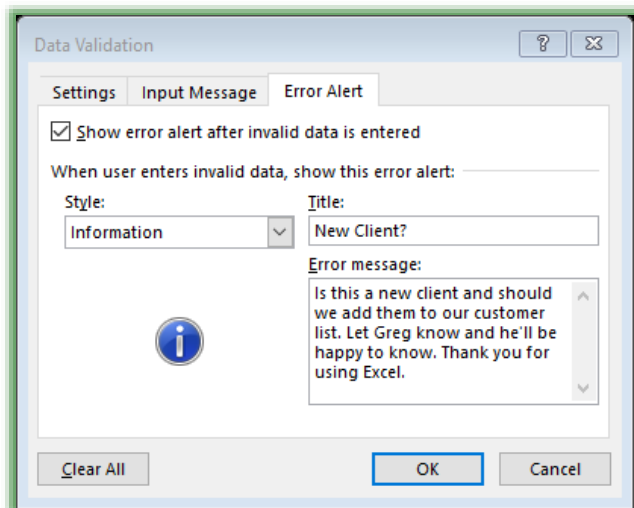 Data Validation
Settings Input Message Error Alert
Show error alert after invalid data is entered
When user enters invalid data, show this error alert:
Style: Title:
Information New Client?
Error message:
Is this a new client and should
we add them to our customer
list. Let Greg know and he'll be
happy to know. Thank you for
using Excel.
Clear All OK Cancel